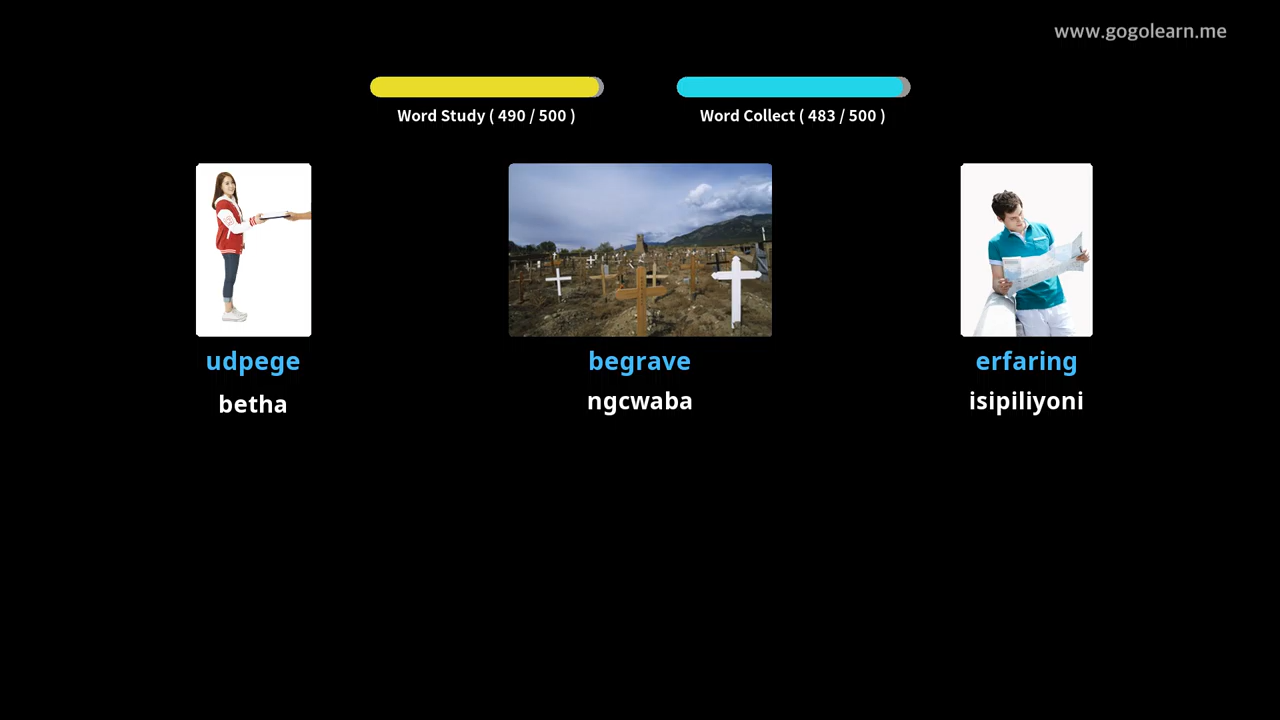 www.gogolearn.me
Word Study ( 490 / 500 )
Word Collect ( 483 / 500 )
udpege
begrave
erfaring
betha
ngcwaba
isipiliyoni